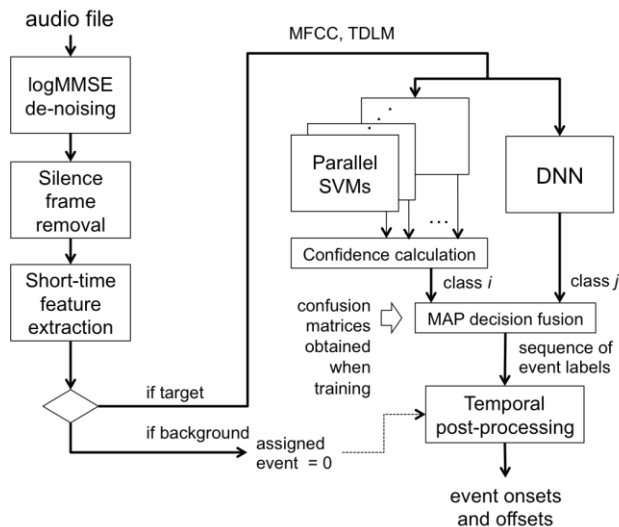 audio file
logMMSE
de-noising
Silence
frame
removal
Short-time
feature
extraction
if target
if background
assigned
event = 0
MFCC, TDLM
Parallel
SVMs
...
...
DNN
Confidence calculation
class i
class j
confusion
matrices
obtained
when
training
MAP decision fusion
sequence of
event labels
Temporal
post-processing
event onsets
and offsets